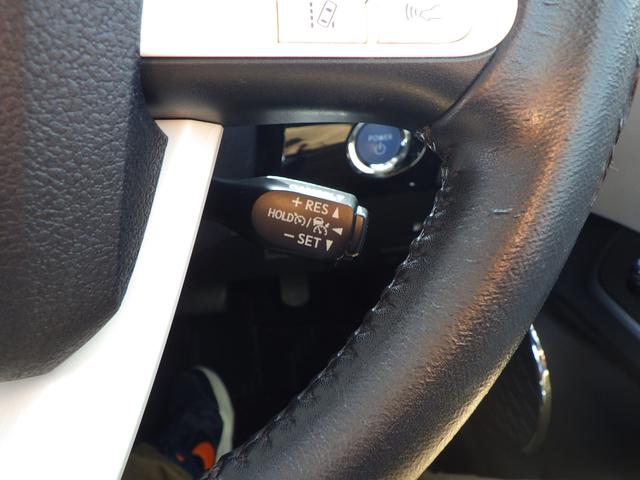 POWER
+ RES ▲
HOLD / ◀
− SET ▼